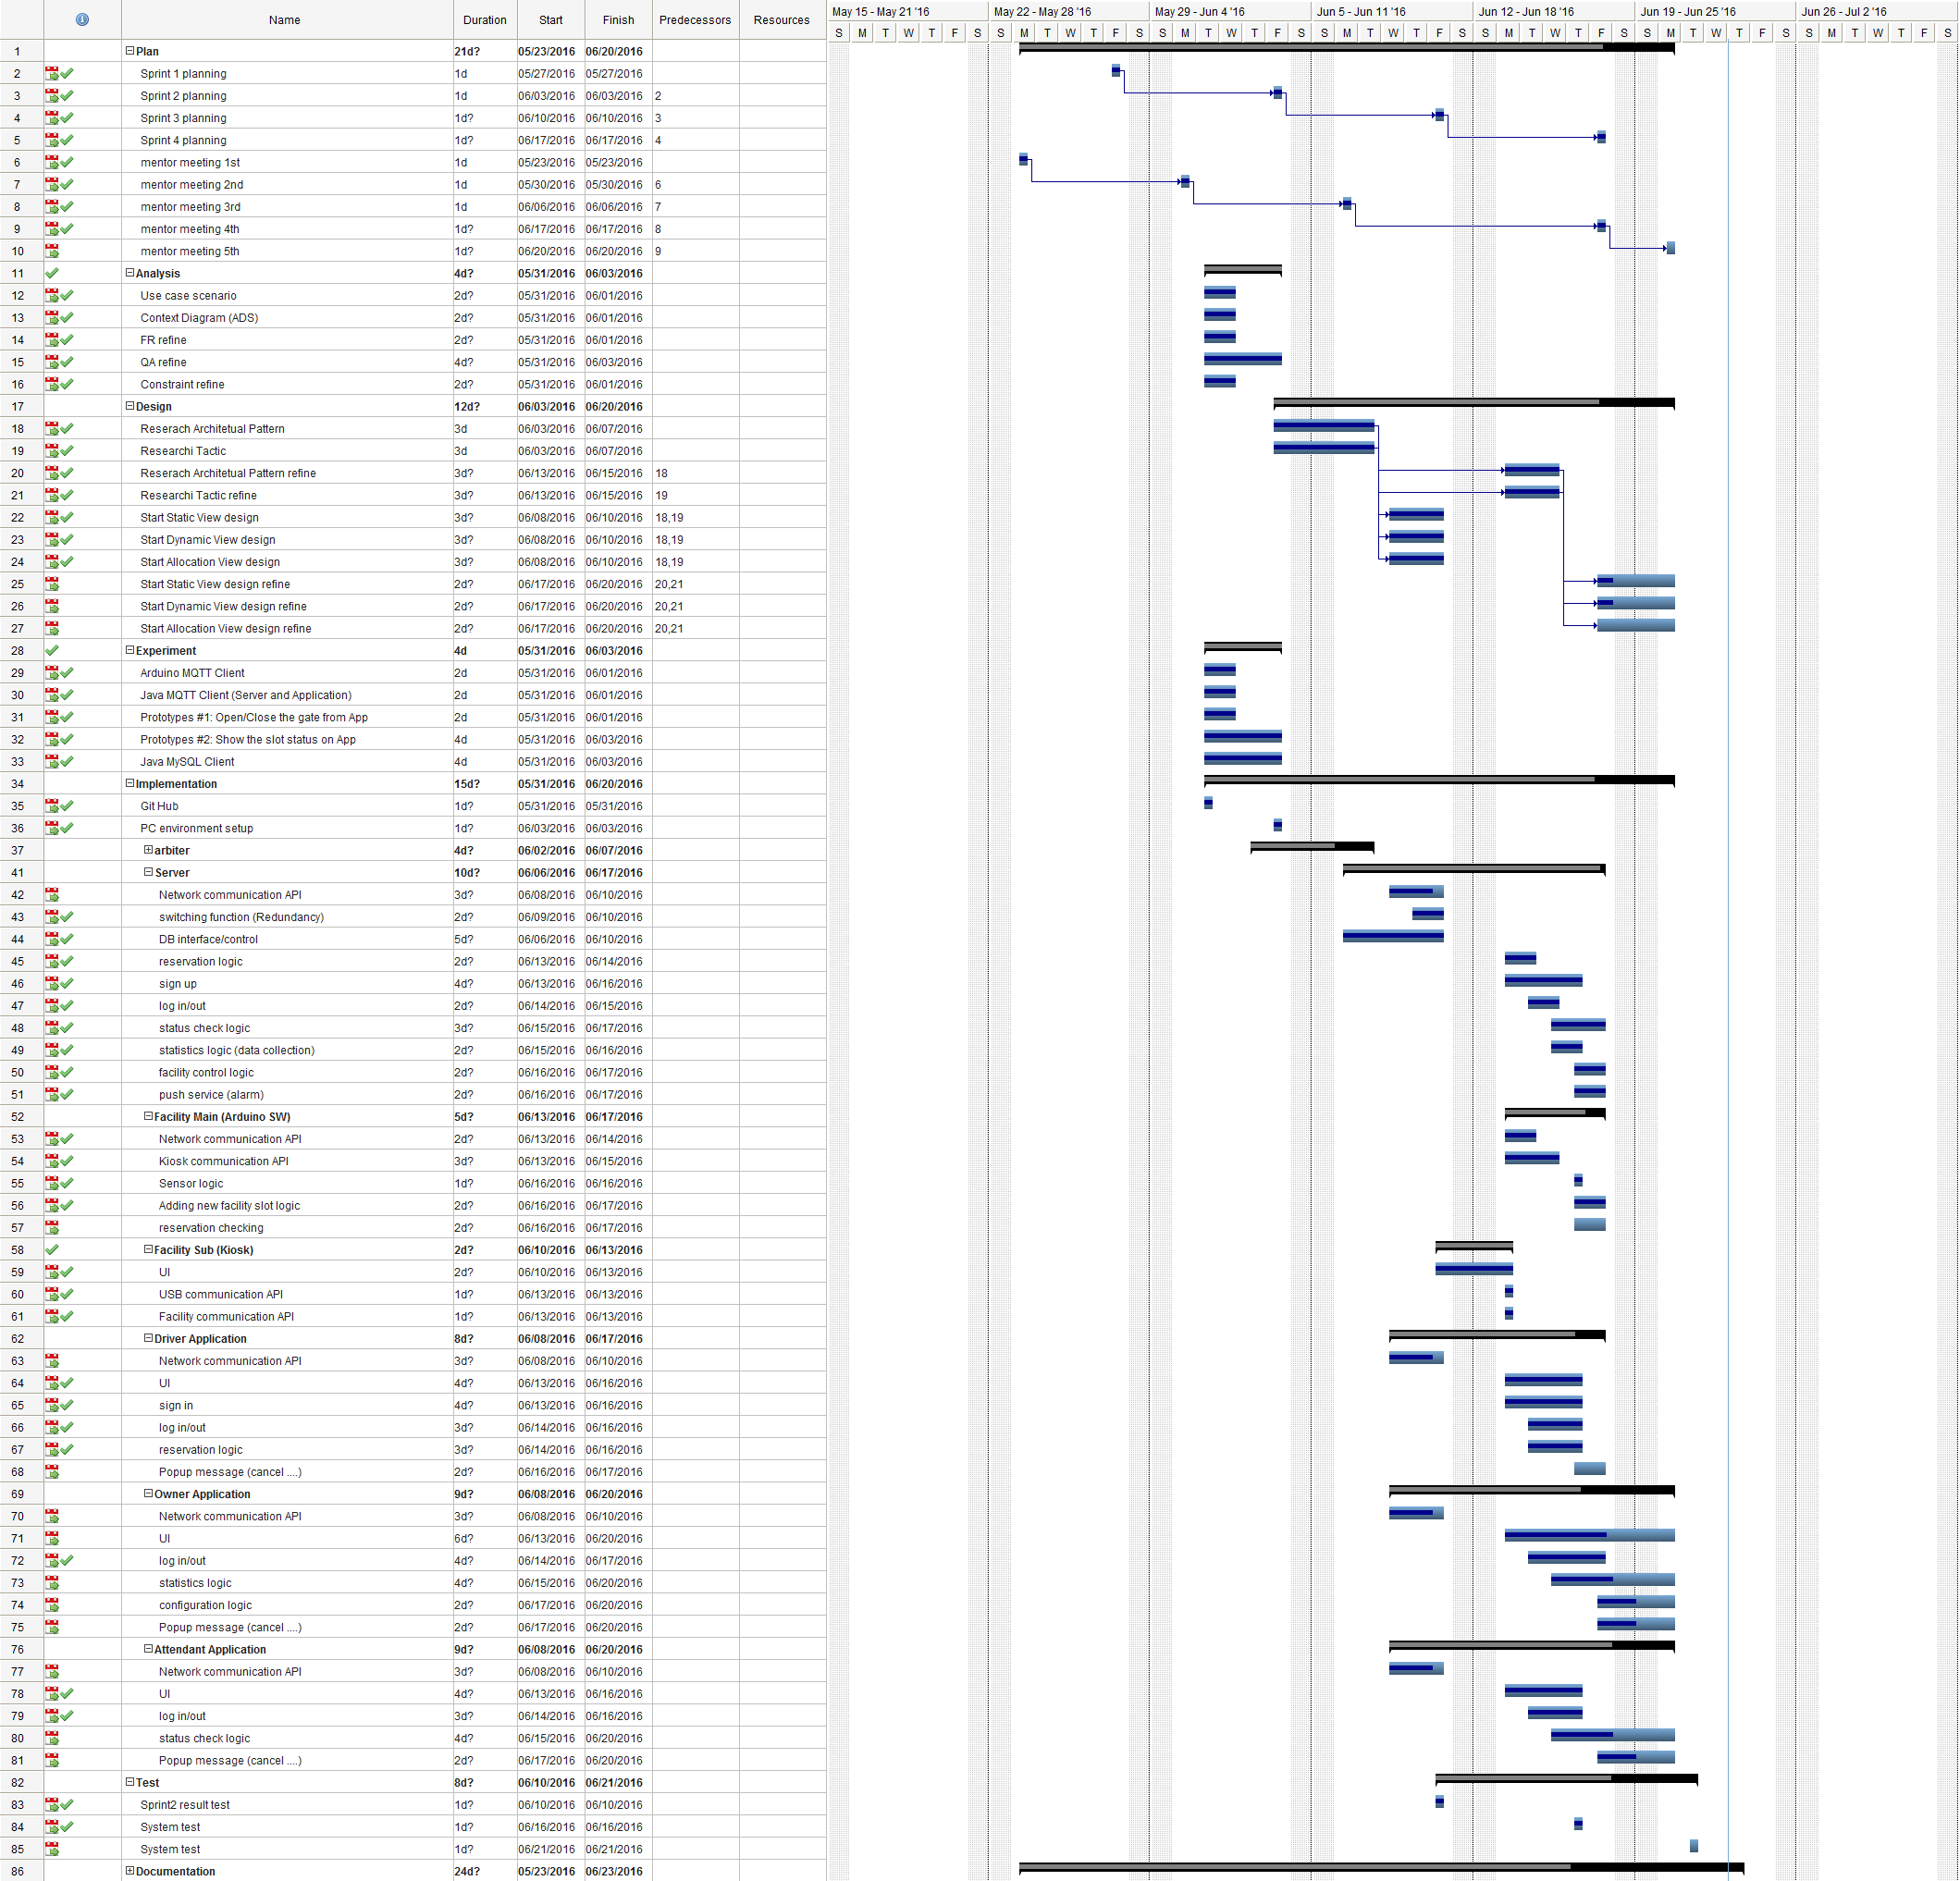 Name Duration Start Finish Predecessors Resources May 15 - May 21 '16 May 22 - May 28 '16 May 29 - Jun 4 '16 Jun 5 - Jun 11 '16 Jun 12 - Jun 18 '16 Jun 19 - Jun 25 '16 Jun 26 - Jul 2 '16
S M T W T F S S M T W T F S S M T W T F S S M T W T F S S M T W T F S S M T W T F S S M T W T F S
1 Plan 21d? 05/23/2016 06/20/2016
2 Sprint 1 planning 1d 05/27/2016 05/27/2016
3 Sprint 2 planning 1d 06/03/2016 06/03/2016 2
4 Sprint 3 planning 1d? 06/10/2016 06/10/2016 3
5 Sprint 4 planning 1d? 06/17/2016 06/17/2016 4
6 mentor meeting 1st 1d 05/23/2016 05/23/2016
7 mentor meeting 2nd 1d 05/30/2016 05/30/2016 6
8 mentor meeting 3rd 1d 06/06/2016 06/06/2016 7
9 mentor meeting 4th 1d? 06/17/2016 06/17/2016 8
10 mentor meeting 5th 1d? 06/20/2016 06/20/2016 9
11 Analysis 4d? 05/31/2016 06/03/2016
12 Use case scenario 2d? 05/31/2016 06/01/2016
13 Context Diagram (ADS) 2d? 05/31/2016 06/01/2016
14 FR refine 2d? 05/31/2016 06/01/2016
15 QA refine 4d? 05/31/2016 06/03/2016
16 Constraint refine 2d? 05/31/2016 06/01/2016
17 Design 12d? 06/03/2016 06/20/2016
18 Reserach Architetual Pattern 3d 06/03/2016 06/07/2016
19 Researchi Tactic 3d 06/03/2016 06/07/2016
20 Reserach Architetual Pattern refine 3d? 06/13/2016 06/15/2016 18
21 Researchi Tactic refine 3d? 06/13/2016 06/15/2016 19
22 Start Static View design 3d? 06/08/2016 06/10/2016 18,19
23 Start Dynamic View design 3d? 06/08/2016 06/10/2016 18,19
24 Start Allocation View design 3d? 06/08/2016 06/10/2016 18,19
25 Start Static View design refine 2d? 06/17/2016 06/20/2016 20,21
26 Start Dynamic View design refine 2d? 06/17/2016 06/20/2016 20,21
27 Start Allocation View design refine 2d? 06/17/2016 06/20/2016 20,21
28 Experiment 4d 05/31/2016 06/03/2016
29 Arduino MQTT Client 2d 05/31/2016 06/01/2016
30 Java MQTT Client (Server and Application) 2d 05/31/2016 06/01/2016
31 Prototypes #1: Open/Close the gate from App 2d 05/31/2016 06/01/2016
32 Prototypes #2: Show the slot status on App 4d 05/31/2016 06/03/2016
33 Java MySQL Client 4d 05/31/2016 06/03/2016
34 Implementation 15d? 05/31/2016 06/20/2016
35 Git Hub 1d? 05/31/2016 05/31/2016
36 PC environment setup 1d? 06/03/2016 06/03/2016
37 arbiter 4d? 06/02/2016 06/07/2016
41 Server 10d? 06/06/2016 06/17/2016
42 Network communication API 3d? 06/08/2016 06/10/2016
43 switching function (Redundancy) 2d? 06/09/2016 06/10/2016
44 DB interface/control 5d? 06/06/2016 06/10/2016
45 reservation logic 2d? 06/13/2016 06/14/2016
46 sign up 4d? 06/13/2016 06/16/2016
47 log in/out 2d? 06/14/2016 06/15/2016
48 status check logic 3d? 06/15/2016 06/17/2016
49 statistics logic (data collection) 2d? 06/15/2016 06/16/2016
50 facility control logic 2d? 06/16/2016 06/17/2016
51 push service (alarm) 2d? 06/16/2016 06/17/2016
52 Facility Main (Arduino SW) 5d? 06/13/2016 06/17/2016
53 Network communication API 2d? 06/13/2016 06/14/2016
54 Kiosk communication API 3d? 06/13/2016 06/15/2016
55 Sensor logic 1d? 06/16/2016 06/16/2016
56 Adding new facility slot logic 2d? 06/16/2016 06/17/2016
57 reservation checking 2d? 06/16/2016 06/17/2016
58 Facility Sub (Kiosk) 2d? 06/10/2016 06/13/2016
59 UI 2d? 06/10/2016 06/13/2016
60 USB communication API 1d? 06/13/2016 06/13/2016
61 Facility communication API 1d? 06/13/2016 06/13/2016
62 Driver Application 8d? 06/08/2016 06/17/2016
63 Network communication API 3d? 06/08/2016 06/10/2016
64 UI 4d? 06/13/2016 06/16/2016
65 sign in 4d? 06/13/2016 06/16/2016
66 log in/out 3d? 06/14/2016 06/16/2016
67 reservation logic 3d? 06/14/2016 06/16/2016
68 Popup message (cancel ....) 2d? 06/16/2016 06/17/2016
69 Owner Application 9d? 06/08/2016 06/20/2016
70 Network communication API 3d? 06/08/2016 06/10/2016
71 UI 6d? 06/13/2016 06/20/2016
72 log in/out 4d? 06/14/2016 06/17/2016
73 statistics logic 4d? 06/15/2016 06/20/2016
74 configuration logic 2d? 06/17/2016 06/20/2016
75 Popup message (cancel ....) 2d? 06/17/2016 06/20/2016
76 Attendant Application 9d? 06/08/2016 06/20/2016
77 Network communication API 3d? 06/08/2016 06/10/2016
78 UI 4d? 06/13/2016 06/16/2016
79 log in/out 3d? 06/14/2016 06/16/2016
80 status check logic 4d? 06/15/2016 06/20/2016
81 Popup message (cancel ....) 2d? 06/17/2016 06/20/2016
82 Test 8d? 06/10/2016 06/21/2016
83 Sprint2 result test 1d? 06/10/2016 06/10/2016
84 System test 1d? 06/16/2016 06/16/2016
85 System test 1d? 06/21/2016 06/21/2016
86 Documentation 24d? 05/23/2016 06/23/2016